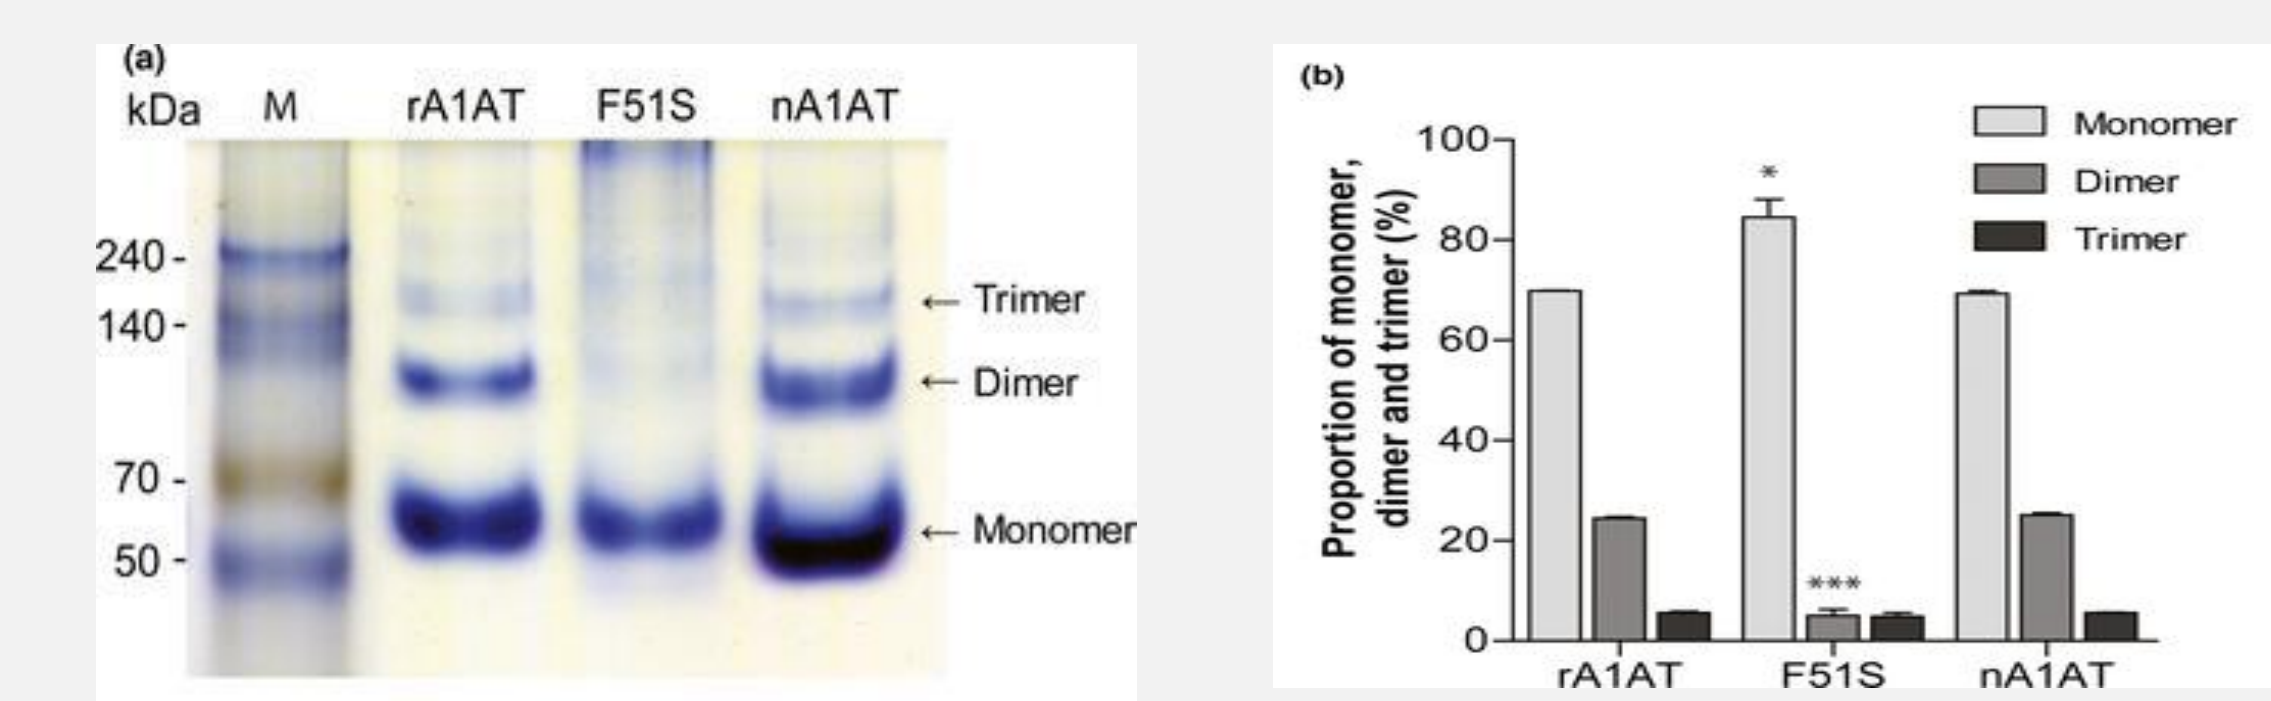 (a)
kDa M rA1AT F51S nA1AT
240 -
140 -
70 -
50 -
← Trimer
← Dimer
← Monomer
(b)
Proportion of monomer,
dimer and trimer (%)
100
80
60
40
20
0
Monomer
Dimer
Trimer
*
***
rA1AT F51S nA1AT